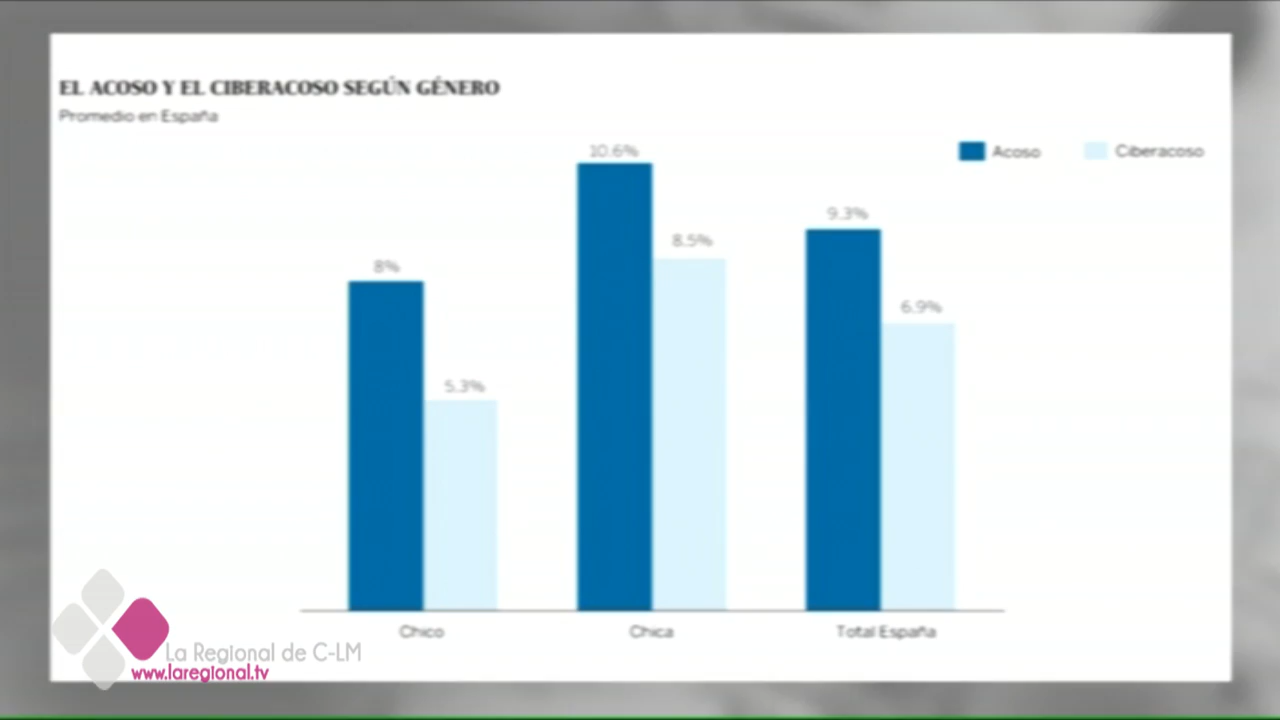 EL ACOSO Y EL CIBERACOSO SEGÚN GÉNERO
Promedio en España
Acoso
Ciberacoso
8%
5.3%
10.6%
8.5%
9.3%
6.9%
Chico
Chica
Total España
La Regional de C-LM
www.laregional.tv